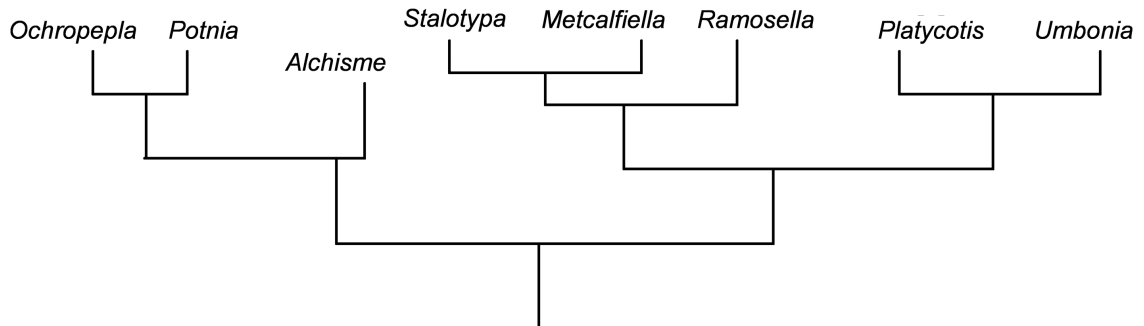 Ochropepla
Potnia
Alchisme
Stalotypa
Metcalfiella
Ramosella
Platycotis
Umbonia